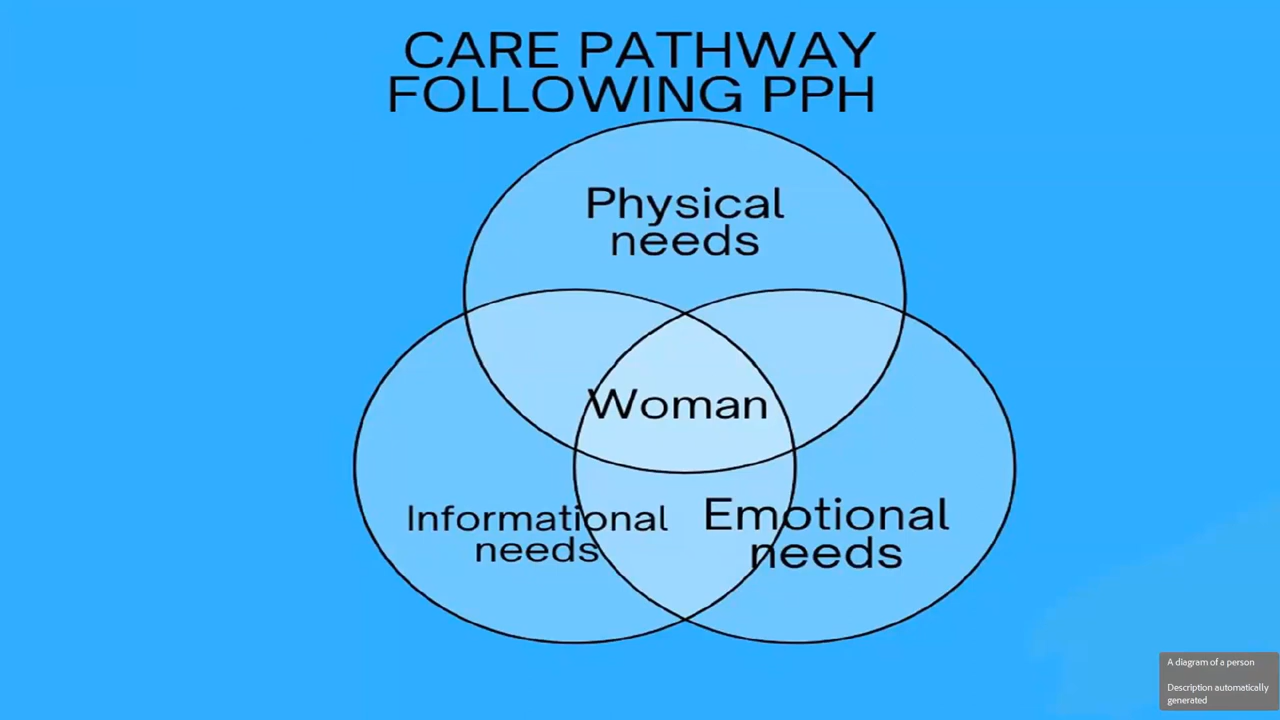 CARE PATHWAY
FOLLOWING PPH
Physical
needs
Woman
Informational
needs
Emotional
needs
A diagram of a person
Description automatically
generated